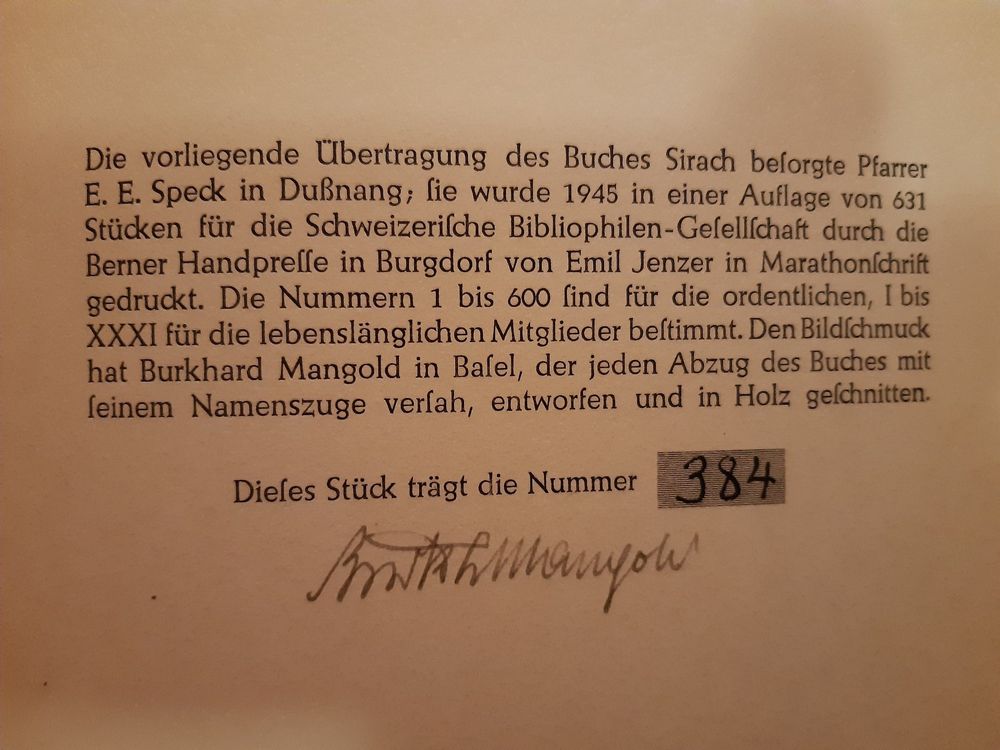 Die vorliegende Übertragung des Buches Sirach beſorgte Pfarrer
E. E. Speck in Dußnang; ſie wurde 1945 in einer Auflage von 631
Stücken für die Schweizeriſche Bibliophilen-Geſellſchaft durch die
Berner Handpreſſe in Burgdorf von Emil Jenzer in Marathonſchrift
gedruckt. Die Nummern 1 bis 600 ſind für die ordentlichen, I bis
XXXI für die lebenslänglichen Mitglieder beſtimmt. Den Bildſchmuck
hat Burkhard Mangold in Baſel, der jeden Abzug des Buches mit
ſeinem Namenszuge verſah, entworfen und in Holz geſchnitten.
Dieſes Stück trägt die Nummer 384
Burkh Mangold